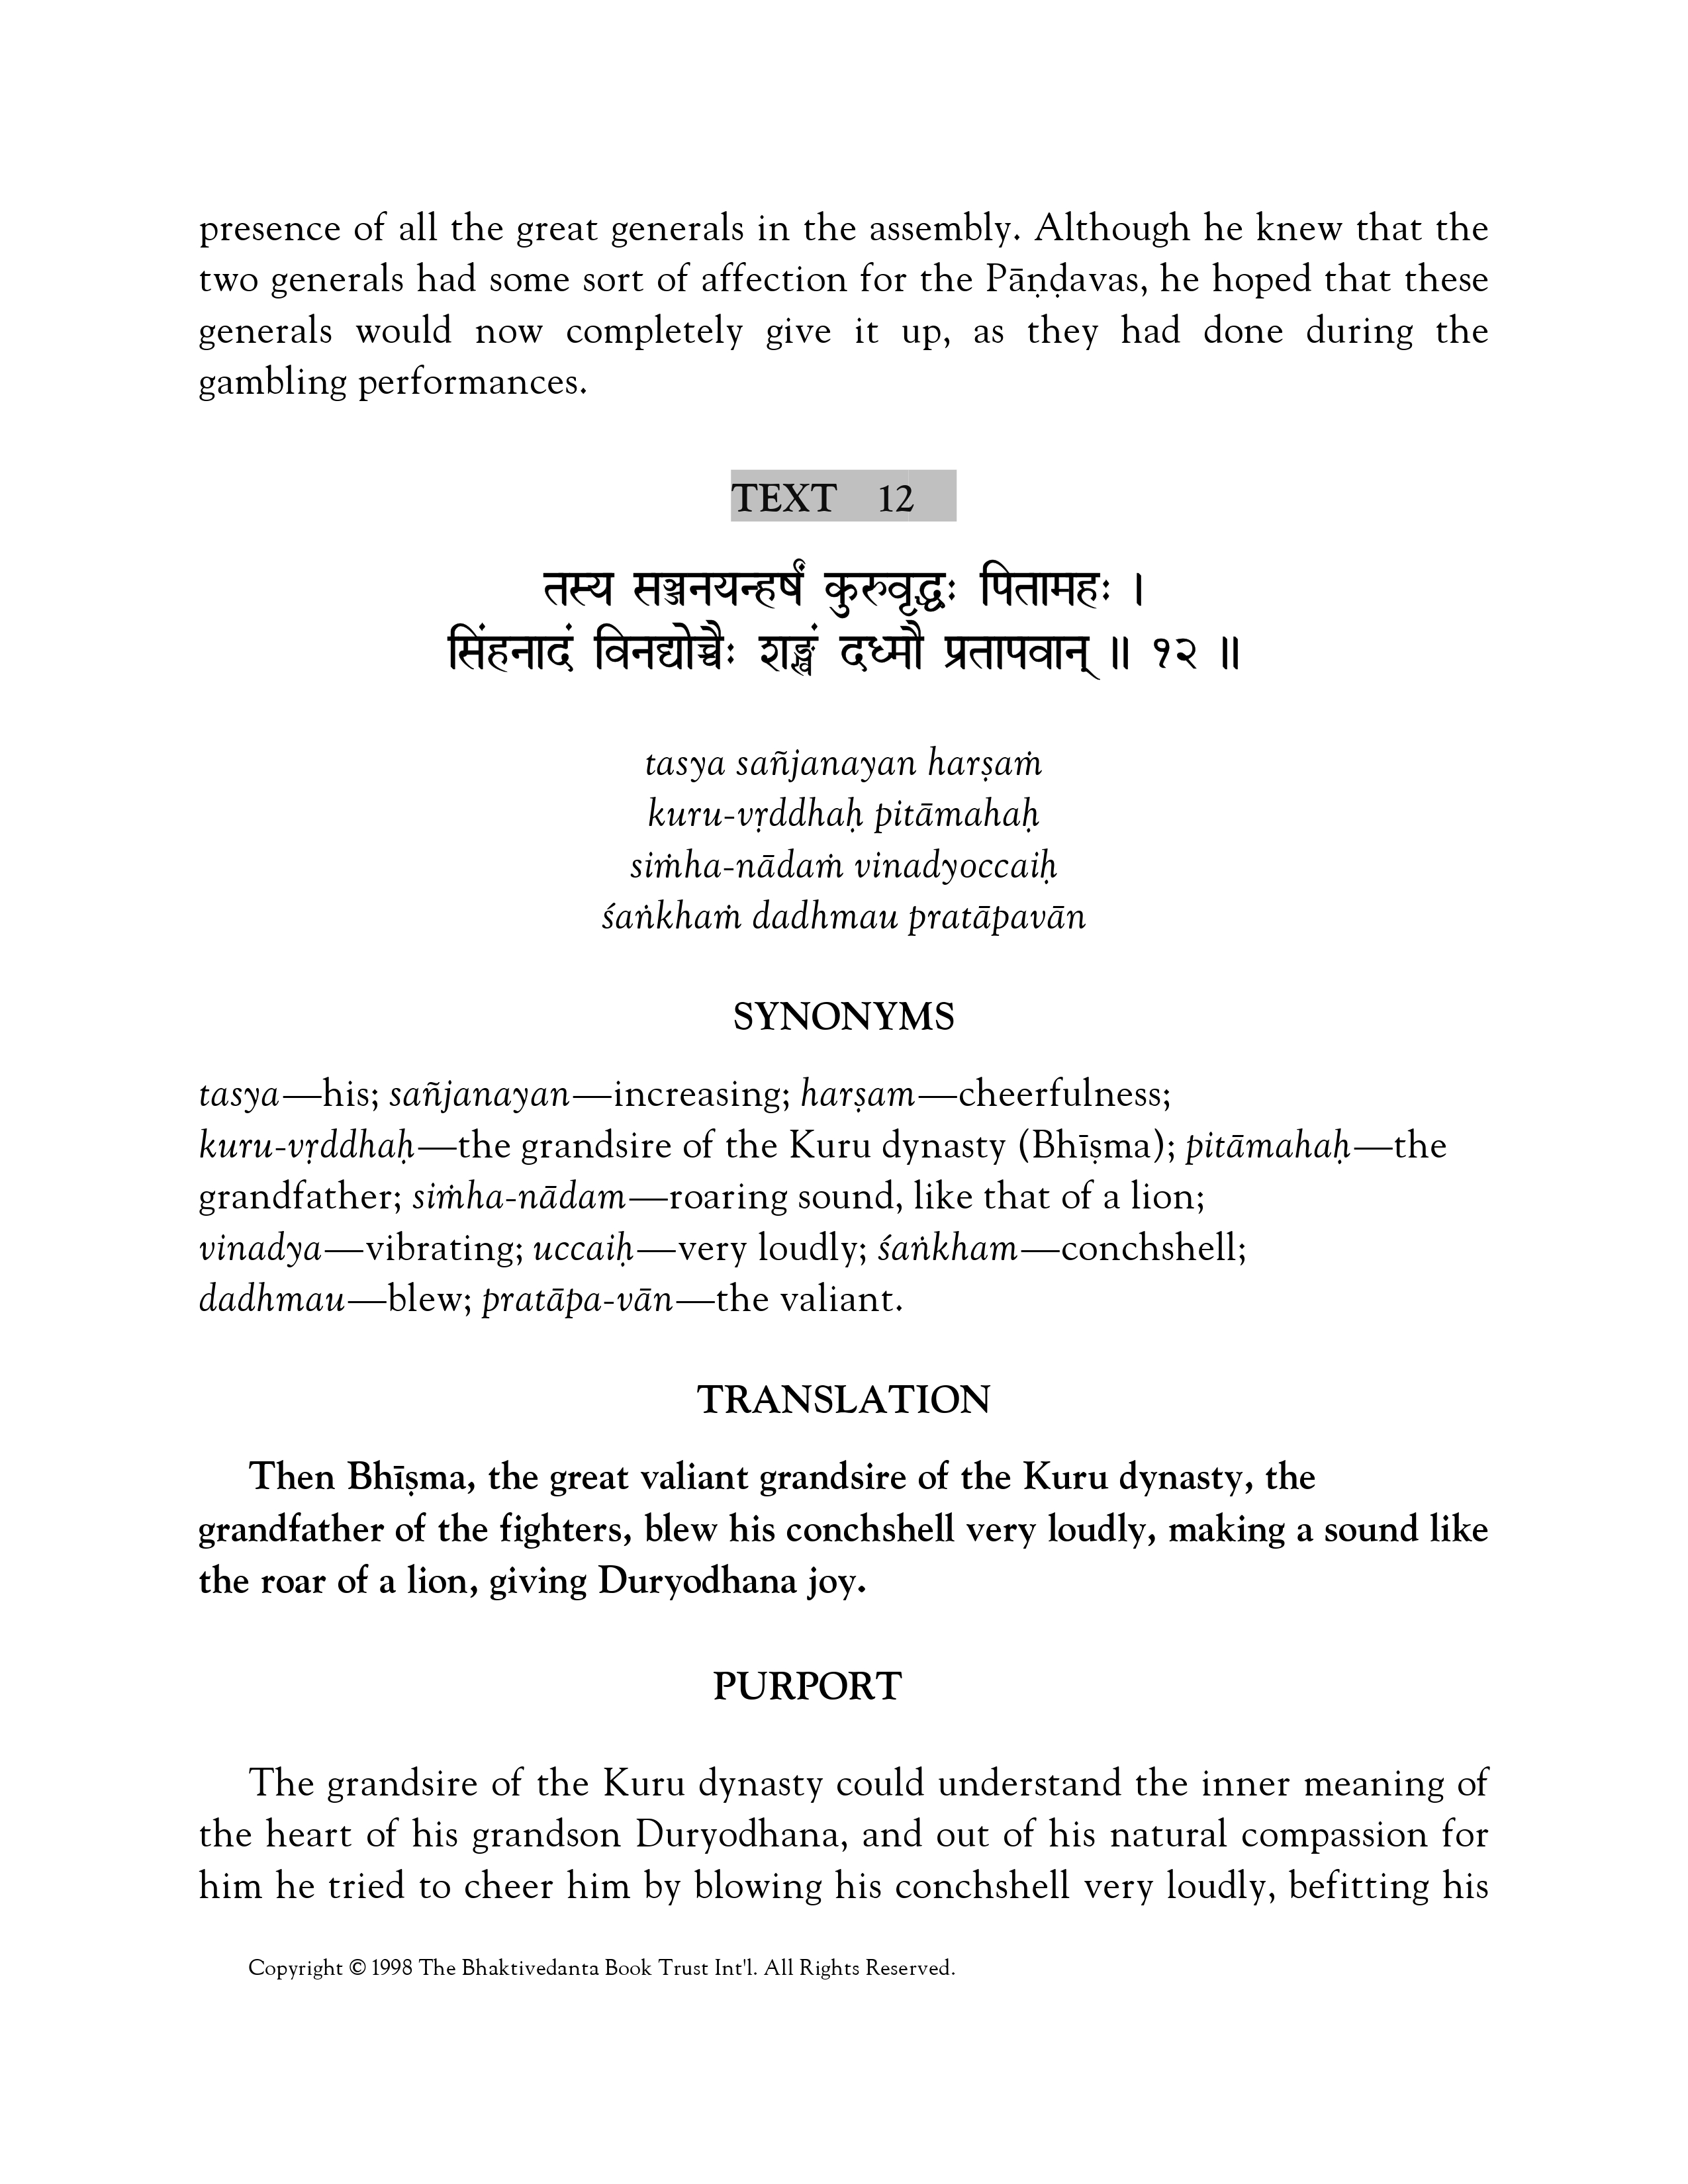 presence of all the great generals in the assembly. Although he knew that the
two generals had some sort of affection for the Pāṇḍavas, he hoped that these
generals would now completely give it up, as they had done during the
gambling performances.
TEXT 12
तस्य सञ्जनयन्हर्षं कुरुवृद्धः पितामहः ।
सिंहनादं विनद्योच्चैः शङ्खं दध्मौ प्रतापवान् ॥ १२ ॥
tasya sañjanayan harṣaṁ
kuru-vṛddhaḥ pitāmahaḥ
siṁha-nādaṁ vinadyoccaiḥ
śaṅkhaṁ dadhmau pratāpavān
SYNONYMS
tasya—his; sañjanayan—increasing; harṣam—cheerfulness;
kuru-vṛddhaḥ—the grandsire of the Kuru dynasty (Bhīṣma); pitāmahaḥ—the
grandfather; siṁha-nādam—roaring sound, like that of a lion;
vinadya—vibrating; uccaiḥ—very loudly; śaṅkham—conchshell;
dadhmau—blew; pratāpa-vān—the valiant.
TRANSLATION
Then Bhīṣma, the great valiant grandsire of the Kuru dynasty, the
grandfather of the fighters, blew his conchshell very loudly, making a sound like
the roar of a lion, giving Duryodhana joy.
PURPORT
The grandsire of the Kuru dynasty could understand the inner meaning of
the heart of his grandson Duryodhana, and out of his natural compassion for
him he tried to cheer him by blowing his conchshell very loudly, befitting his
Copyright © 1998 The Bhaktivedanta Book Trust Int'l. All Rights Reserved.